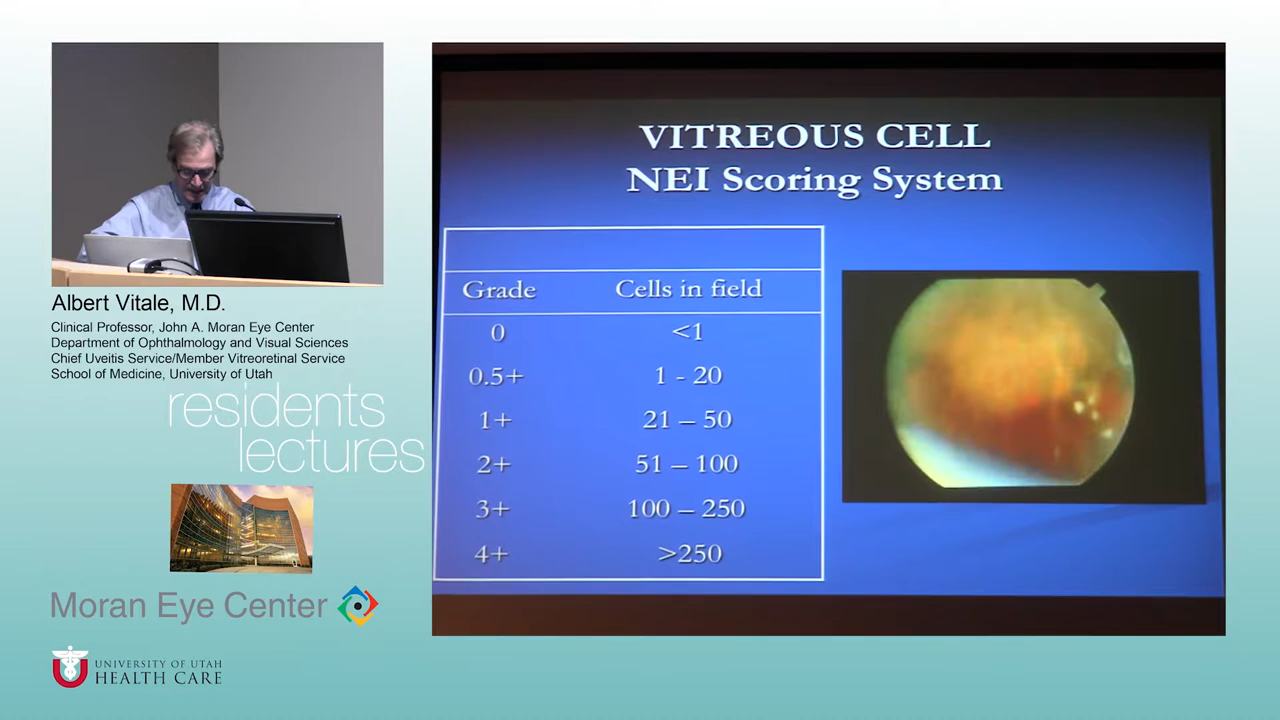 Albert Vitale, M.D.
Clinical Professor, John A. Moran Eye Center
Department of Ophthalmology and Visual Sciences
Chief Uveitis Service/Member Vitreoretinal Service
School of Medicine, University of Utah
residents
lectures
Moran Eye Center
UNIVERSITY OF UTAH
HEALTH CARE
VITREOUS CELL
NEI Scoring System
Grade Cells in field
0 <1
0.5+ 1 - 20
1+ 21 – 50
2+ 51 – 100
3+ 100 – 250
4+ >250